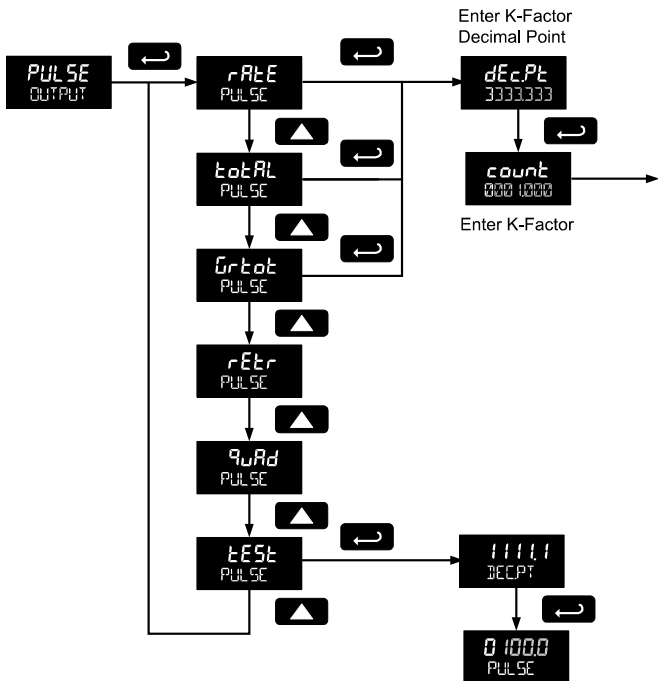 Enter K-Factor
Decimal Point
PULSE
OUTPUT
rAtE
PULSE
dEc.Pt
3333.333
totAL
PULSE
count
0001.000
Enter K-Factor
Grtot
PULSE
rEtr
PULSE
quAd
PULSE
tESt
PULSE
1111.1
DEC.PT
0100.0
PULSE